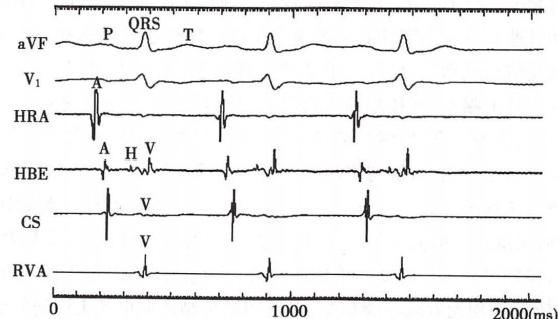 QRS
P T
aVF
V₁
A
HRA
A H V
HBE
V
CS
V
RVA
0 1000 2000(ms)